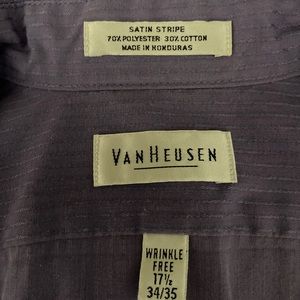 SATIN STRIPE
70% POLYESTER 30% COTTON
MADE IN HONDURAS
VAN HEUSEN
WRINKLE
FREE
17½
34/35